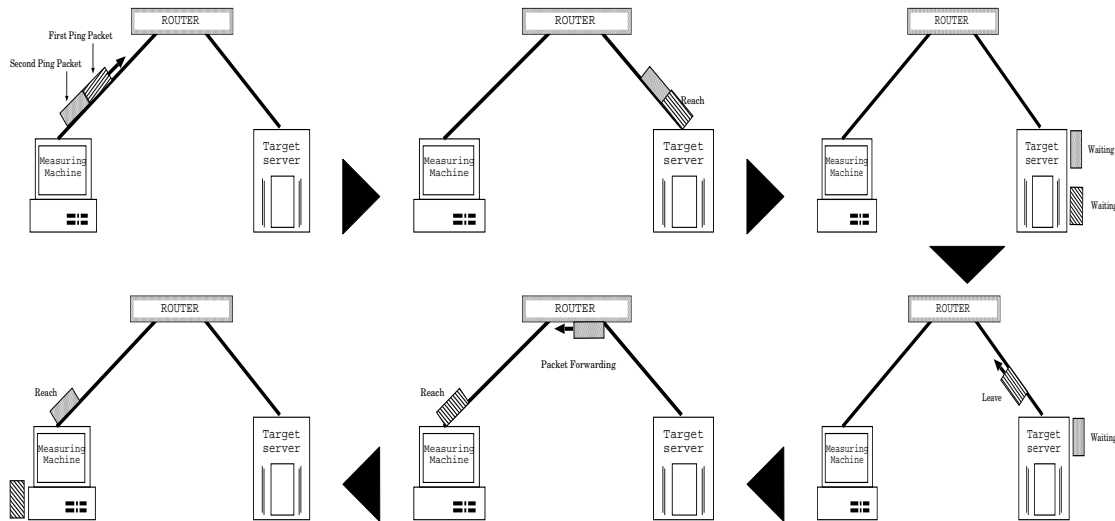 ROUTER
First Ping Packet
Second Ping Packet
Measuring
Machine
Target
server
ROUTER
Reach
Measuring
Machine
Target
server
ROUTER
Measuring
Machine
Target
server
Waiting
Waiting
ROUTER
Reach
Measuring
Machine
Target
server
ROUTER
Packet Forwarding
Reach
Measuring
Machine
Target
server
ROUTER
Leave
Measuring
Machine
Target
server
Waiting